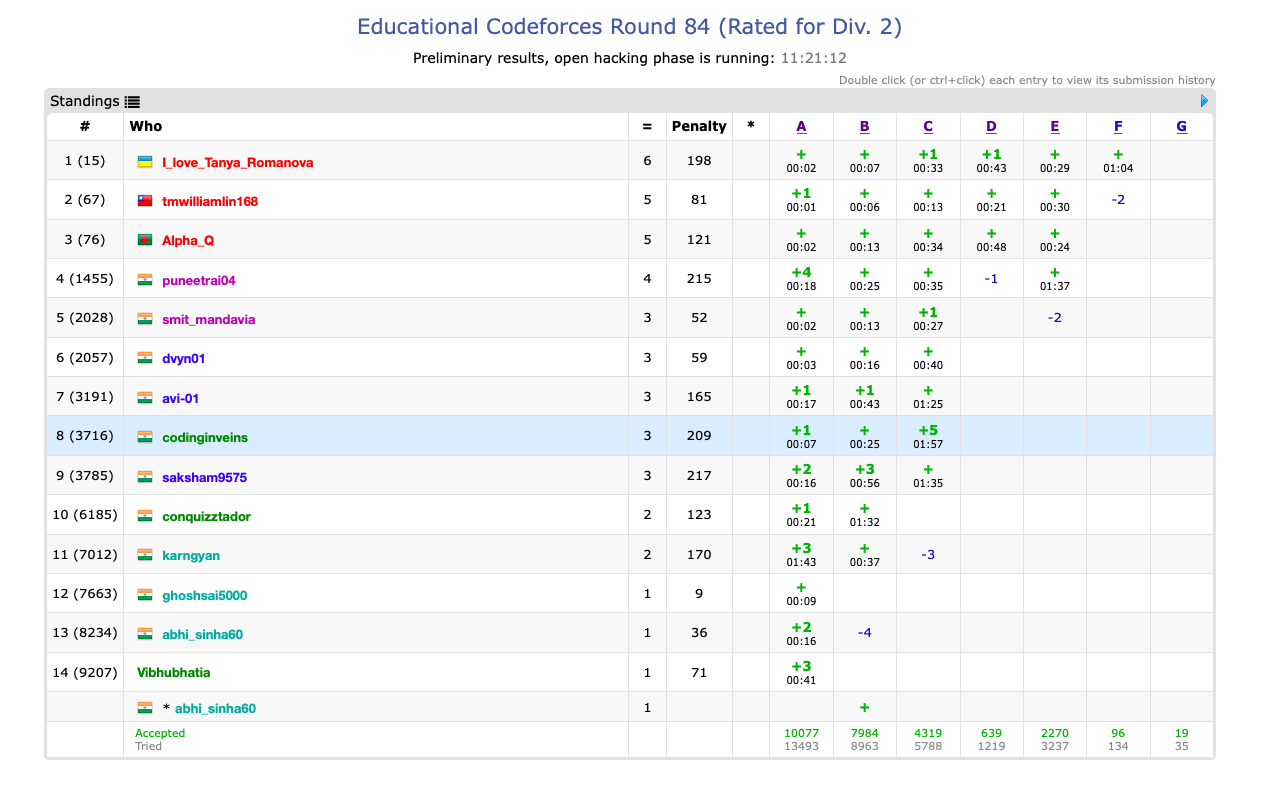 Educational Codeforces Round 84 (Rated for Div. 2)
Preliminary results, open hacking phase is running: 11:21:12
Double click (or ctrl+click) each entry to view its submission history
Standings
# Who = Penalty * A B C D E F G
1 (15) I_love_Tanya_Romanova 6 198 + + +1 +1 + +
00:02 00:07 00:33 00:43 00:29 01:04
2 (67) tmwilliamlin168 5 81 +1 + + + + -2
00:01 00:06 00:13 00:21 00:30
3 (76) Alpha_Q 5 121 + + + + +
00:02 00:13 00:34 00:48 00:24
4 (1455) puneetrai04 4 215 +4 + + -1 +
00:18 00:25 00:35 01:37
5 (2028) smit_mandavia 3 52 + + +1 -2
00:02 00:13 00:27
6 (2057) dvyn01 3 59 + + +
00:03 00:16 00:40
7 (3191) avi-01 3 165 +1 +1 +
00:17 00:43 01:25
8 (3716) codinginveins 3 209 +1 + +5
00:07 00:25 01:57
9 (3785) saksham9575 3 217 +2 +3 +
00:16 00:56 01:35
10 (6185) conquizztador 2 123 +1 +
00:21 01:32
11 (7012) karngyan 2 170 +3 + -3
01:43 00:37
12 (7663) ghoshsai5000 1 9 +
00:09
13 (8234) abhi_sinha60 1 36 +2 -4
00:16
14 (9207) Vibhubhatia 1 71 +3
00:41
* abhi_sinha60 1 +
Accepted 10077 7984 4319 639 2270 96 19
Tried 13493 8963 5788 1219 3237 134 35